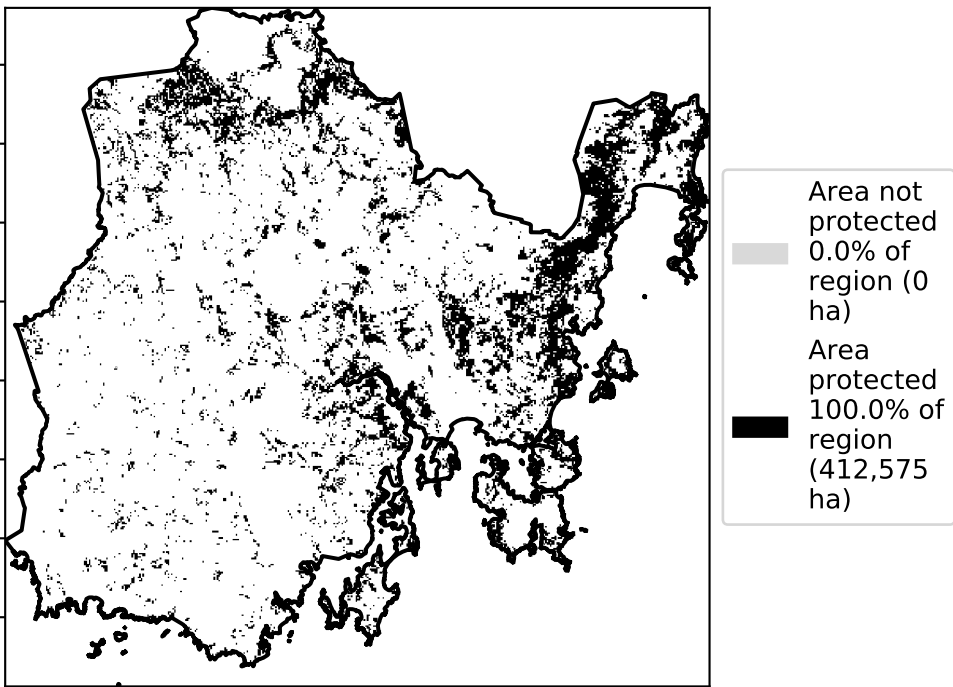 Area not
protected
0.0% of
region (0
ha)
Area
protected
100.0% of
region
(412,575
ha)